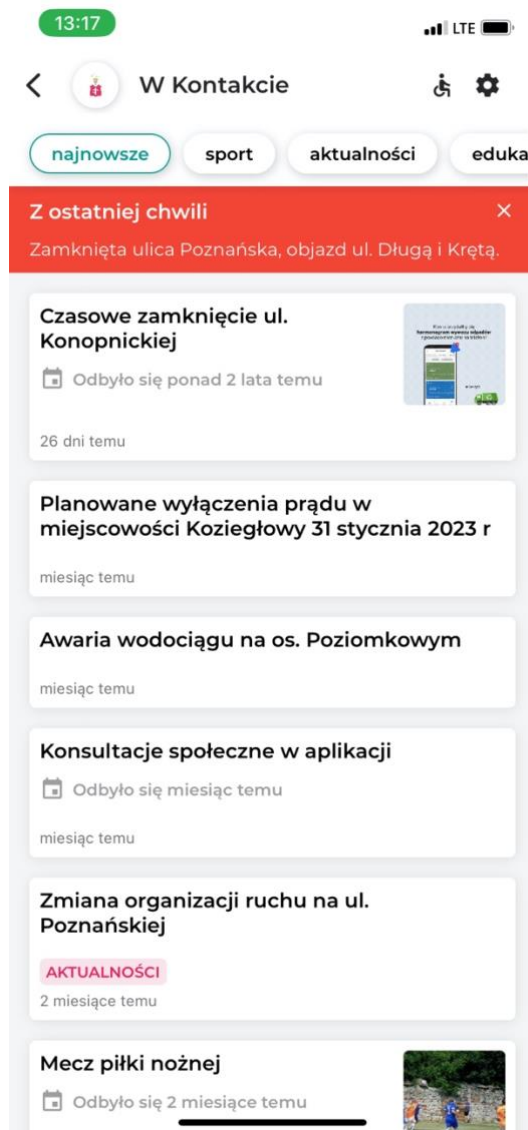 13:17
LTE
W Kontakcie
najnowsze
sport
aktualności
eduka
Z ostatniej chwili
Zamknięta ulica Poznańska, objazd ul. Długą i Krętą.
Czasowe zamknięcie ul.
Konopnickiej
Odbyło się ponad 2 lata temu
26 dni temu
Planowane wyłączenia prądu w
miejscowości Koziegłowy 31 stycznia 2023 r
miesiąc temu
Awaria wodociągu na os. Poziomkowym
miesiąc temu
Konsultacje społeczne w aplikacji
Odbyło się miesiąc temu
miesiąc temu
Zmiana organizacji ruchu na ul.
Poznańskiej
AKTUALNOŚCI
2 miesiące temu
Mecz piłki nożnej
Odbyło się 2 miesiące temu